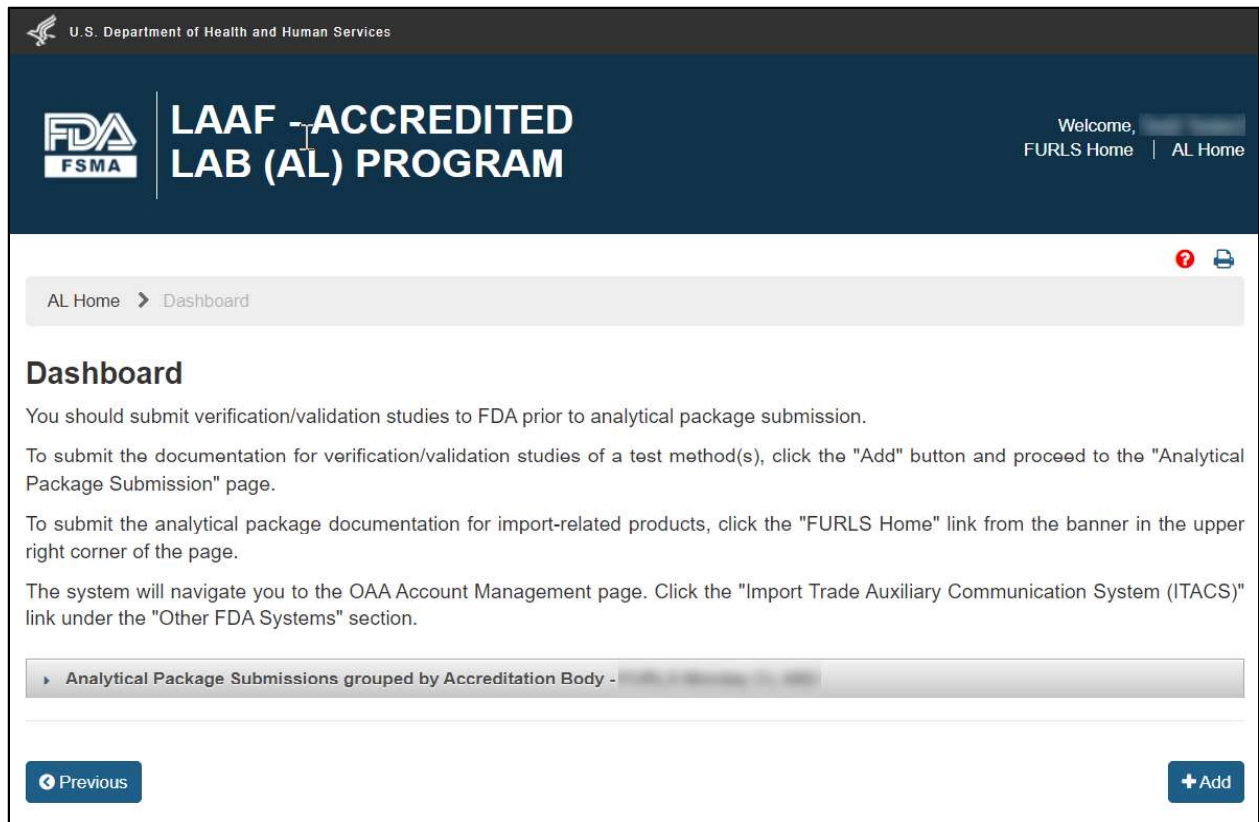 U.S. Department of Health and Human Services
FDA
FSMA
LAAF - ACCREDITED
LAB (AL) PROGRAM
Welcome,
FURLS Home | AL Home
AL Home > Dashboard
Dashboard
You should submit verification/validation studies to FDA prior to analytical package submission.
To submit the documentation for verification/validation studies of a test method(s), click the "Add" button and proceed to the "Analytical
Package Submission" page.
To submit the analytical package documentation for import-related products, click the "FURLS Home" link from the banner in the upper
right corner of the page.
The system will navigate you to the OAA Account Management page. Click the "Import Trade Auxiliary Communication System (ITACS)"
link under the "Other FDA Systems" section.
Analytical Package Submissions grouped by Accreditation Body -
Previous
+ Add